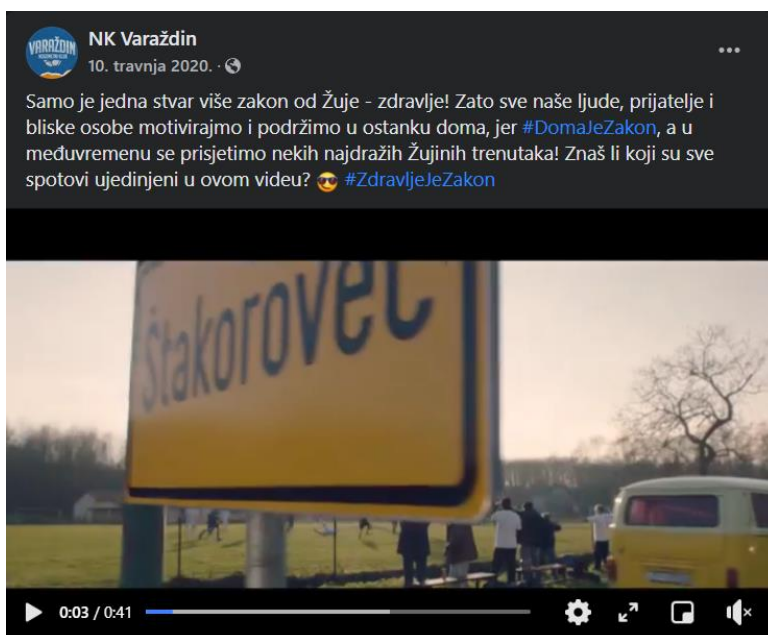 NK Varaždin
10. travnja 2020. ·
Samo je jedna stvar više zakon od Žuje - zdravlje! Zato sve naše ljude, prijatelje i
bliske osobe motivirajmo i podržimo u ostanku doma, jer #DomaJeZakon, a u
međuvremenu se prisjetimo nekih najdražih Žujinih trenutaka! Znaš li koji su sve
spotovi ujedinjeni u ovom videu? 😎 #ZdravljeJeZakon
VARAŽDIN
Štakorovec
0:03 / 0:41